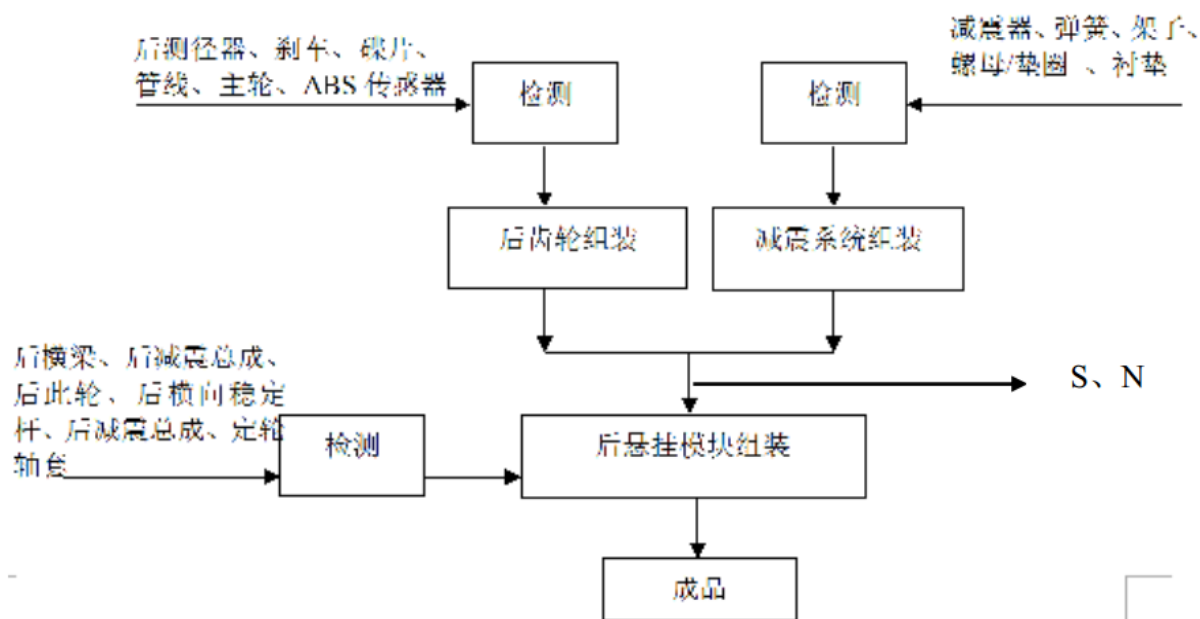 后测径器、刹车、碟片、
管线、主轮、ABS 传感器
减震器、弹簧、架子、
螺母/垫圈 、衬垫
检测
检测
后齿轮组装
减震系统组装
S、N
后横梁、后减震总成、
后此轮、后横向稳定
杆、后减震总成、定轮
轴
检测
后悬挂模块组装
成品